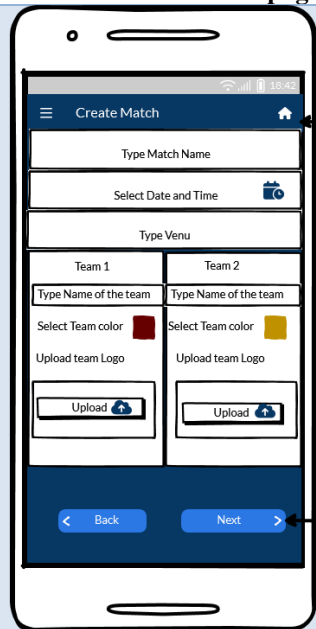 18:42
Create Match
Type Match Name
Select Date and Time
Type Venu
Team 1
Team 2
Type Name of the team
Type Name of the team
Select Team color
Select Team color
Upload team Logo
Upload team Logo
Upload
Upload
Back
Next